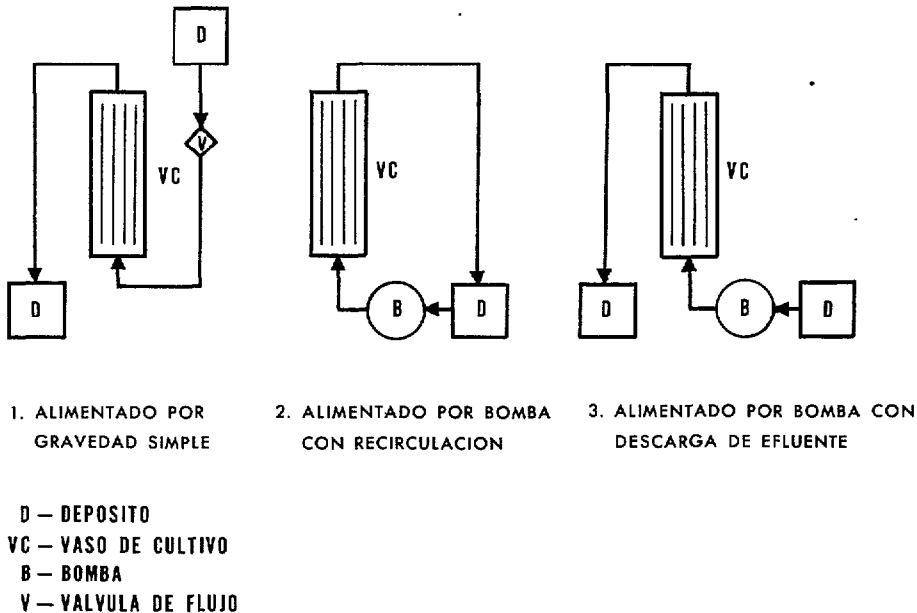 D
V
VC
D
VC
B
D
VC
D
B
D
1. ALIMENTADO POR
GRAVEDAD SIMPLE
2. ALIMENTADO POR BOMBA
CON RECIRCULACION
3. ALIMENTADO POR BOMBA CON
DESCARGA DE EFLUENTE
D — DEPOSITO
VC — VASO DE CULTIVO
B — BOMBA
V — VALVULA DE FLUJO